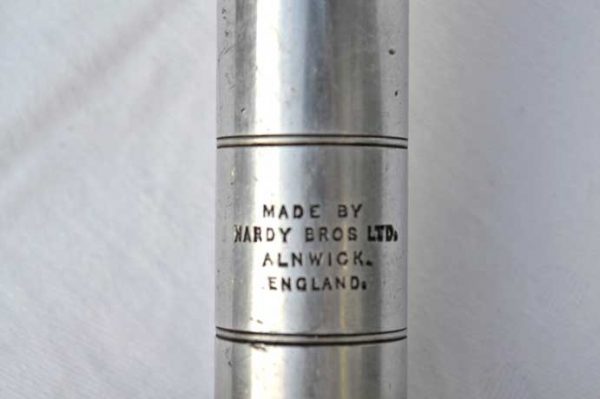 MADE BY
HARDY BROS LTD.
ALNWICK.
ENGLAND.